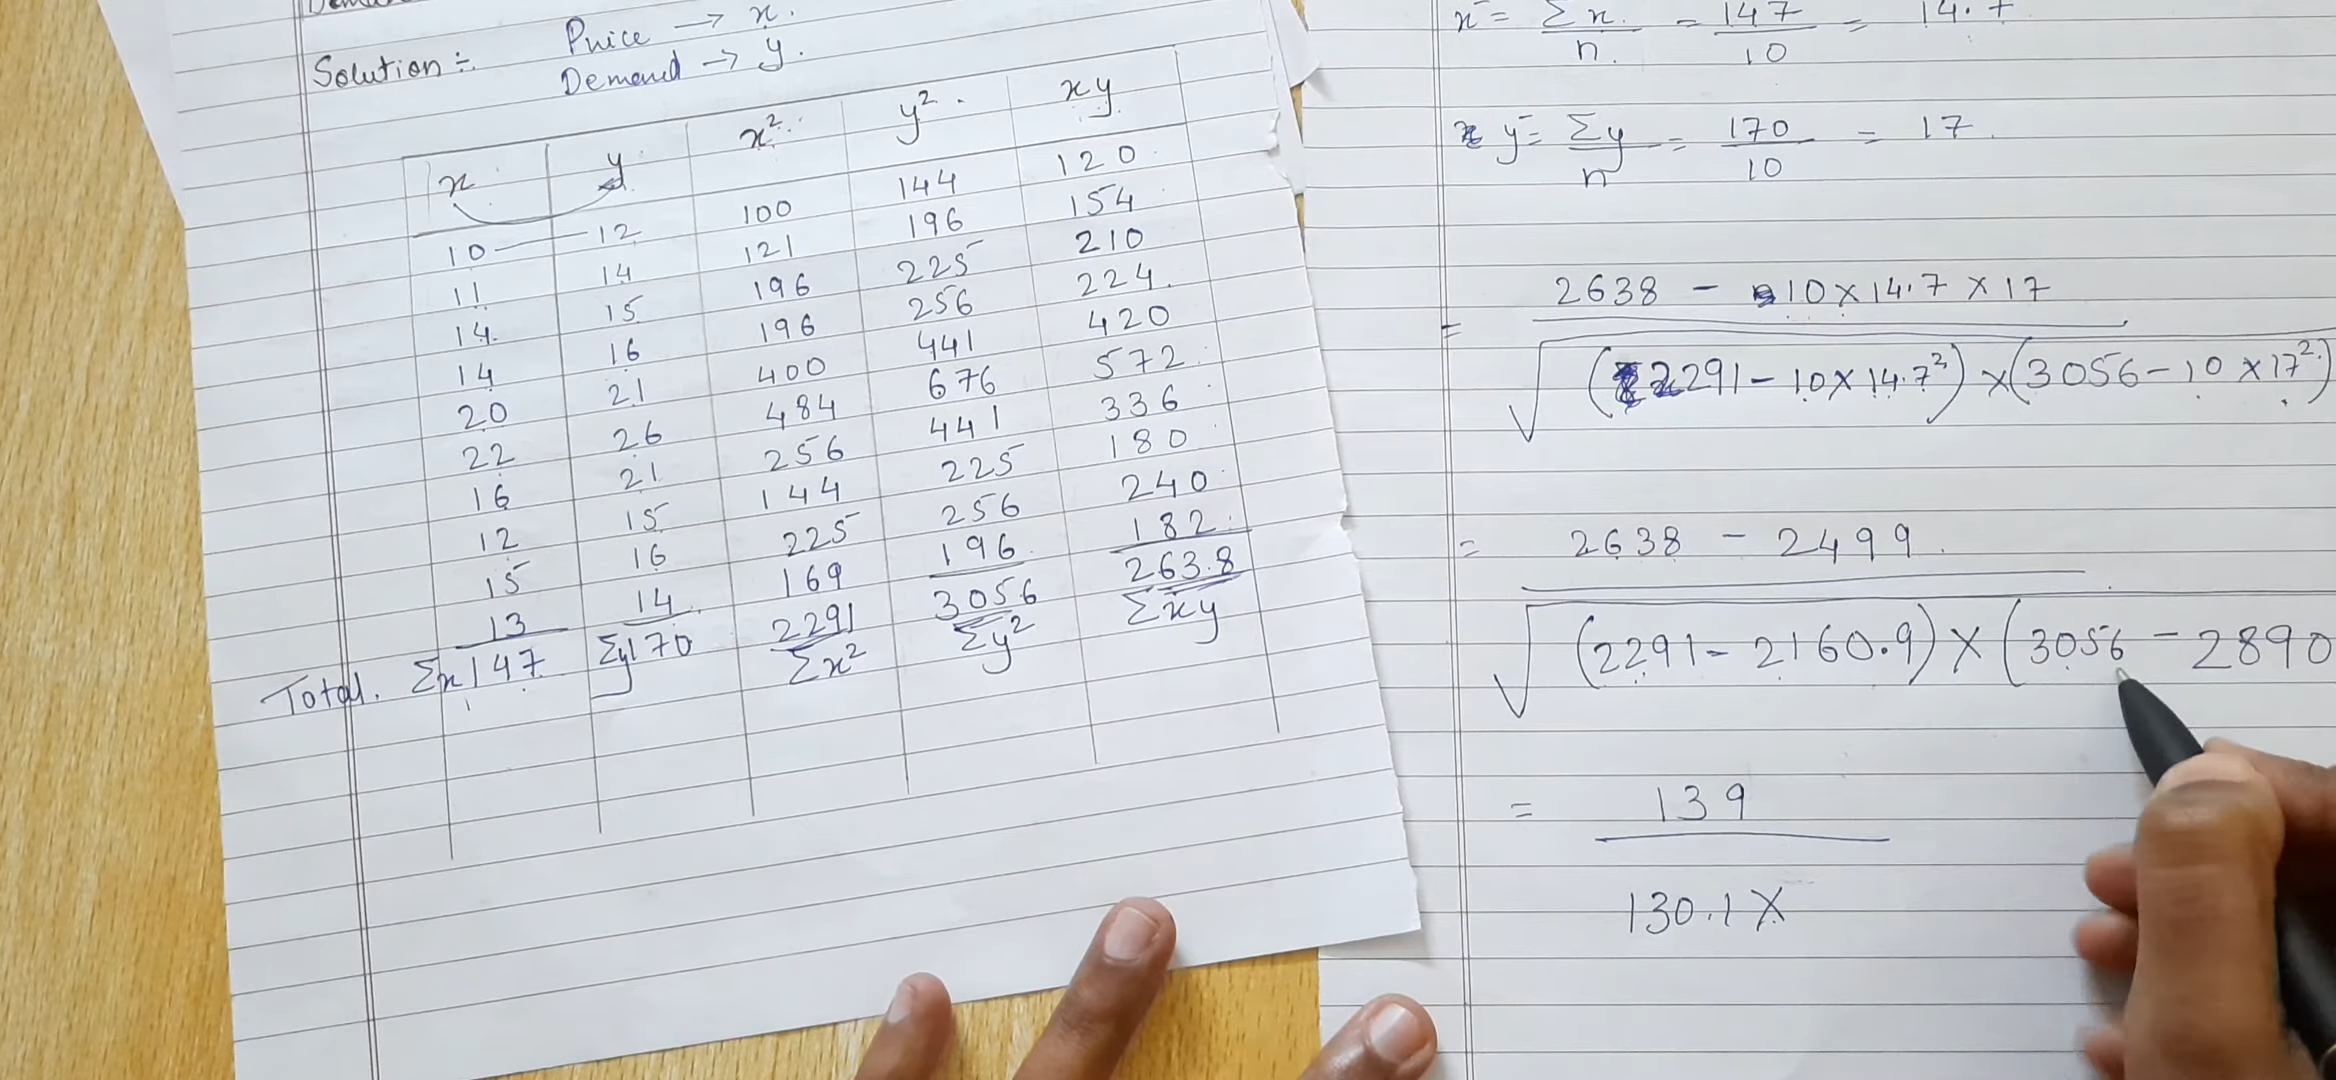 Solution ÷ Price → x.
Demand → y.
x y x² y² xy
10 12 100 144 120
11 14 121 196 154
14 15 196 225 210
14 16 196 256 224
20 21 400 441 420
22 26 484 676 572
16 21 256 441 336
12 15 144 225 180
15 16 225 256 240
13 14 169 196 182
Total. Σx 147 Σy 170 2291 3056 263.8
Σx² Σy² Σxy
x̄ = Σx/n = 147/10 = 14.7
ȳ = Σy/n = 170/10 = 17
= 2638 - 10 × 14.7 × 17
√(2291 - 10 × 14.7²) × (3056 - 10 × 17²)
= 2638 - 2499
√(2291 - 2160.9) × (3056 - 2890
= 139
130.1 ×